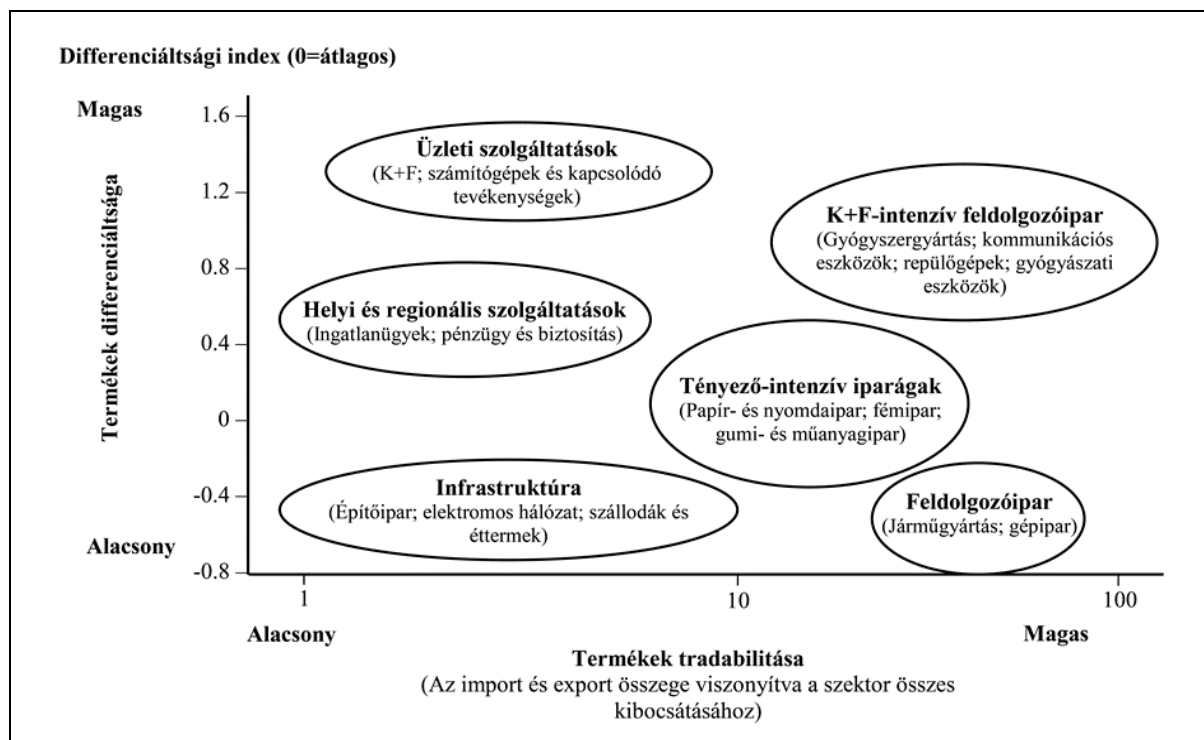 Differenciáltsági index (0=átlagos)
Magas
Termékek differenciáltsága
Alacsony
1.6
1.2
0.8
0.4
0
-0.4
-0.8
Üzleti szolgáltatások
(K+F; számítógépek és kapcsolódó
tevékenységek)
K+F-intenzív feldolgozóipar
(Gyógyszergyártás; kommunikációs
eszközök; repülőgépek; gyógyászati
eszközök)
Helyi és regionális szolgáltatások
(Ingatlanügyek; pénzügy és biztosítás)
Tényező-intenzív iparágak
(Papír- és nyomdaipar; fémipar;
gumi- és műanyagipar)
Infrastruktúra
(Építőipar; elektromos hálózat; szállodák és
éttermek)
Feldolgozóipar
(Járműgyártás; gépipar)
1
10
100
Alacsony
Magas
Termékek tradabilitása
(Az import és export összege viszonyítva a szektor összes
kibocsátásához)